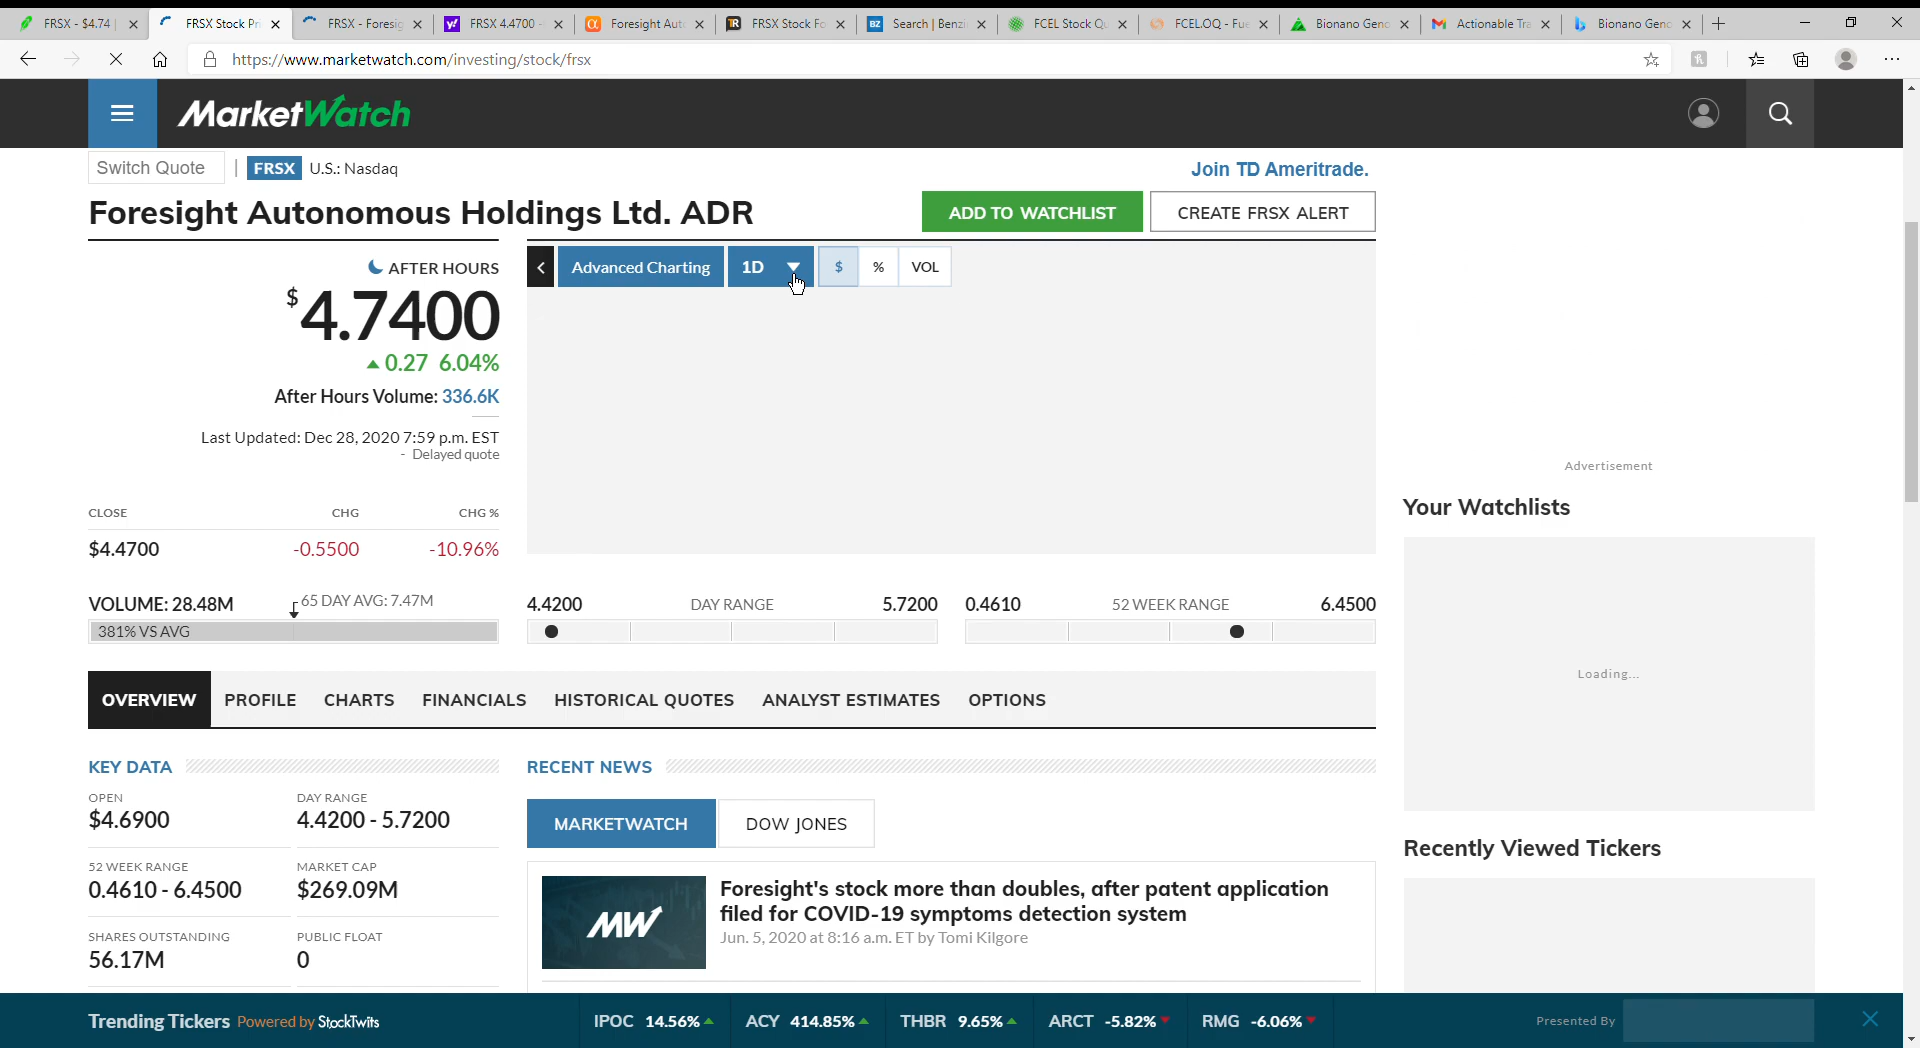 FRSX - $4.74 |
FRSX Stock Pri
FRSX - Foresig
FRSX 4.4700
Foresight Aut
FRSX Stock Fo
Search | Benzi
FCEL Stock Qu
FCEL.OQ - Fue
Bionano Geno
Actionable Tra
Bionano Geno
https://www.marketwatch.com/investing/stock/frsx
MarketWatch
Switch Quote | FRSX U.S.: Nasdaq
Join TD Ameritrade.
Foresight Autonomous Holdings Ltd. ADR
ADD TO WATCHLIST
CREATE FRSX ALERT
AFTER HOURS
$4.7400
0.27 6.04%
After Hours Volume: 336.6K
Last Updated: Dec 28, 2020 7:59 p.m. EST
- Delayed quote
Advanced Charting 1D $ % VOL
CLOSE CHG CHG %
$4.4700 -0.5500 -10.96%
VOLUME: 28.48M 65 DAY AVG: 7.47M
381% VS AVG
4.4200 DAY RANGE 5.7200
0.4610 52 WEEK RANGE 6.4500
Advertisement
Your Watchlists
Loading...
OVERVIEW PROFILE CHARTS FINANCIALS HISTORICAL QUOTES ANALYST ESTIMATES OPTIONS
KEY DATA
OPEN DAY RANGE
$4.6900 4.4200 - 5.7200
52 WEEK RANGE MARKET CAP
0.4610 - 6.4500 $269.09M
SHARES OUTSTANDING PUBLIC FLOAT
56.17M 0
RECENT NEWS
MARKETWATCH DOW JONES
MW
Foresight's stock more than doubles, after patent application
filed for COVID-19 symptoms detection system
Jun. 5, 2020 at 8:16 a.m. ET by Tomi Kilgore
Recently Viewed Tickers
Trending Tickers Powered by StockTwits
IPOC 14.56% ACY 414.85% THBR 9.65% ARCT -5.82% RMG -6.06%
Presented By